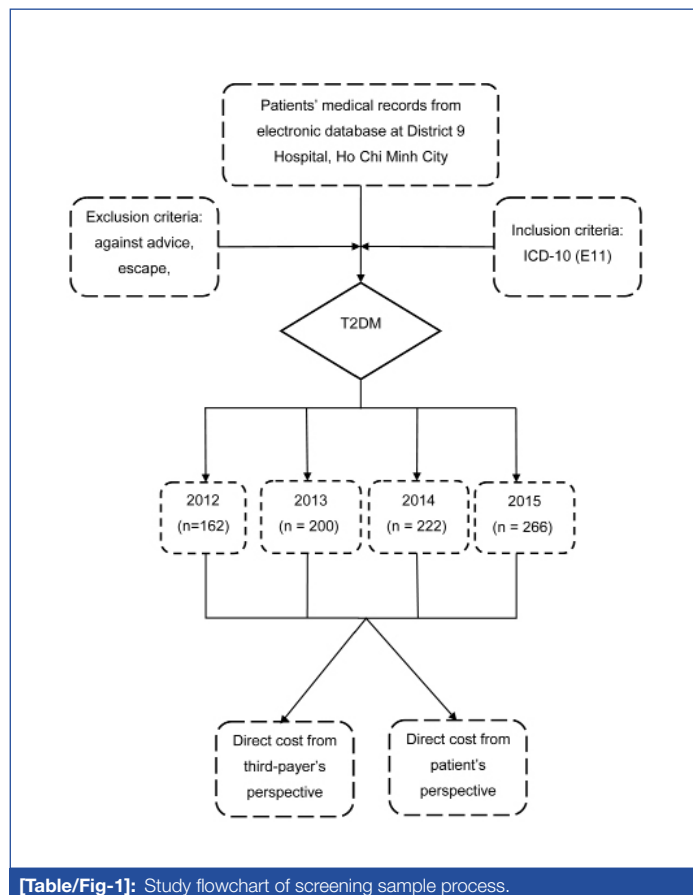 Patients' medical records from
electronic database at District 9
Hospital, Ho Chi Minh City
Exclusion criteria:
against advice,
escape,
Inclusion criteria:
ICD-10 (E11)
T2DM
2012
(n=162)
2013
(n = 200)
2014
(n = 222)
2015
(n = 266)
Direct cost from
third-payer's
perspective
Direct cost from
patient's
perspective
[Table/Fig-1]: Study flowchart of screening sample process.